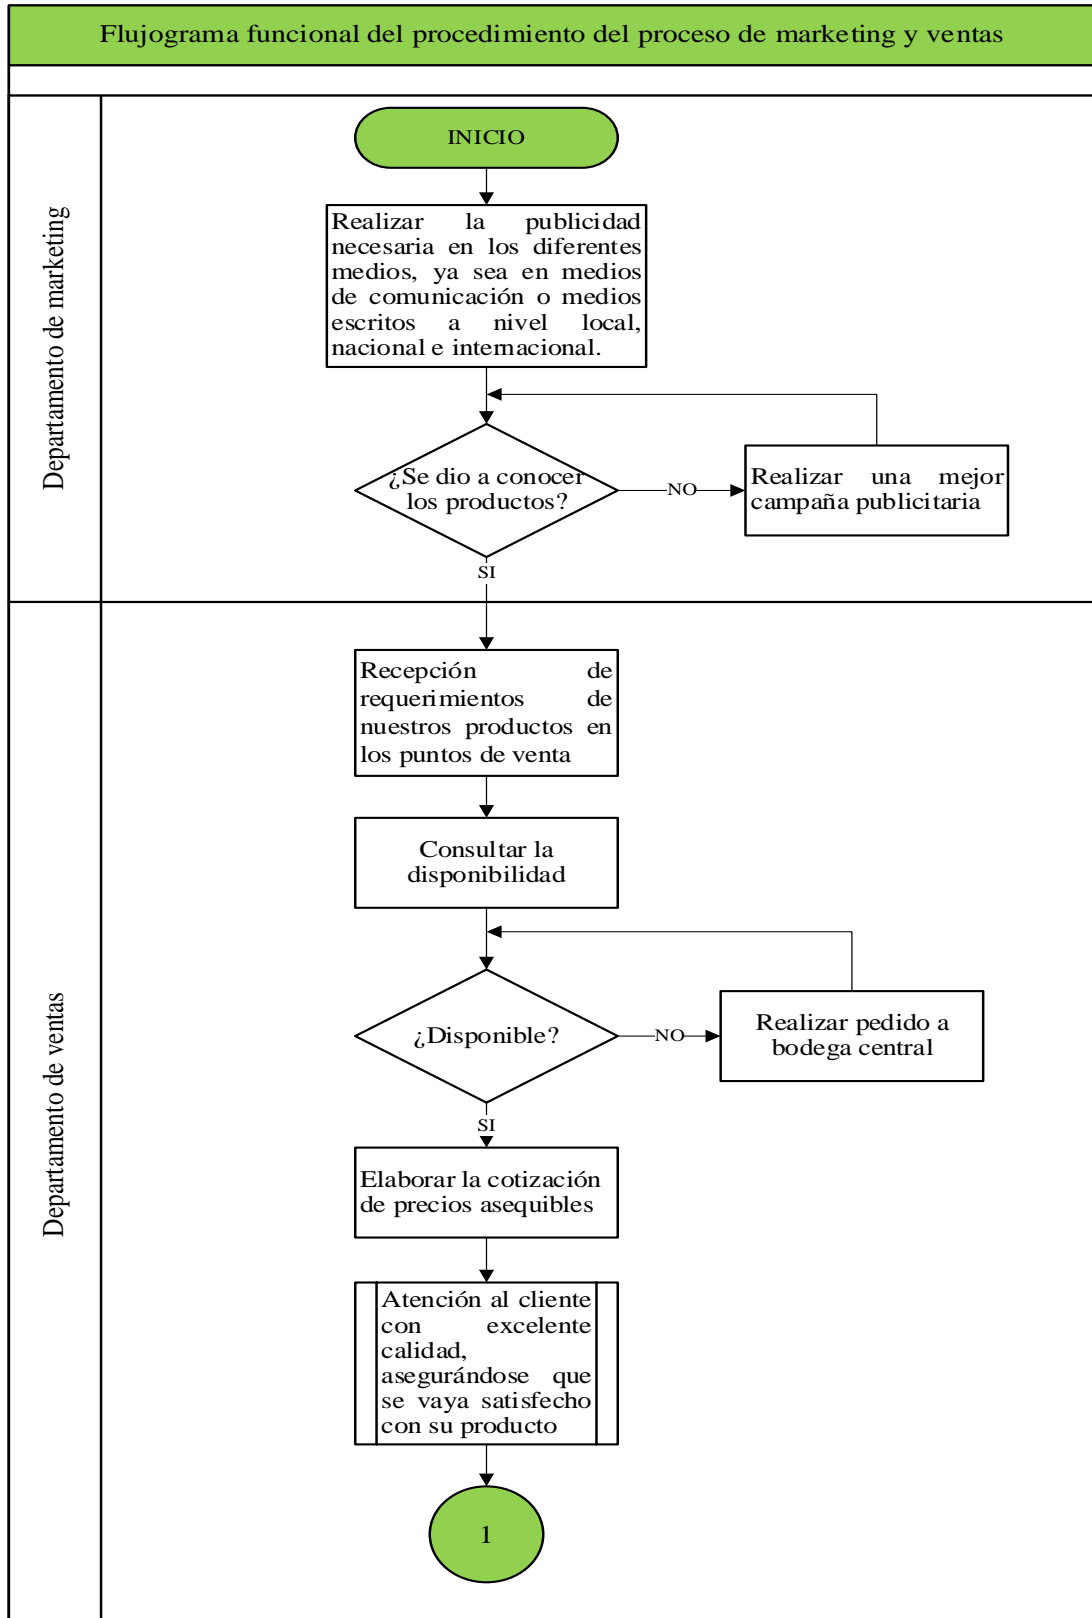 Flujograma funcional del procedimiento del proceso de marketing y ventas
Departamento de marketing
INICIO
Realizar la publicidad
necesaria en los diferentes
medios, ya sea en medios
de comunicación o medios
escritos a nivel local,
nacional e internacional.
¿Se dio a conocer
los productos?
NO
Realizar una mejor
campaña publicitaria
SI
Departamento de ventas
Recepción de
requerimientos de
nuestros productos en
los puntos de venta
Consultar la
disponibilidad
¿Disponible?
NO
Realizar pedido a
bodega central
SI
Elaborar la cotización
de precios asequibles
Atención al cliente
con excelente
calidad,
asegurándose que
se vaya satisfecho
con su producto
1